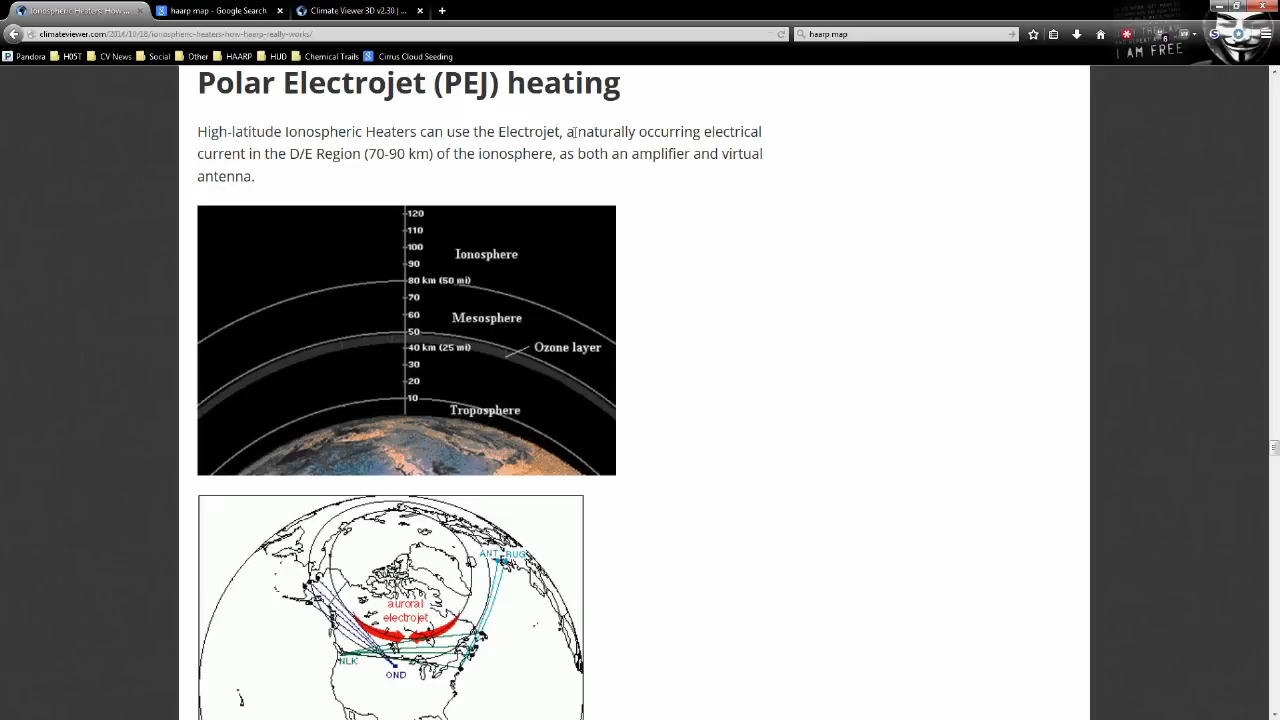 Ionospheric Heaters: How...
haarp map - Google Search
Climate Viewer 3D v2.30 | ...
climateviewer.com/2014/10/18/ionospheric-heaters-how-haarp-really-works/
haarp map
I AM FREE
Pandora H05T CV News Social Other HAARP HUD Chemical Trails Cirrus Cloud Seeding
Polar Electrojet (PEJ) heating
High-latitude Ionospheric Heaters can use the Electrojet, a naturally occurring electrical
current in the D/E Region (70-90 km) of the ionosphere, as both an amplifier and virtual
antenna.
120
110
100
Ionosphere
90
80 km (50 mi)
70
60
Mesosphere
50
40 km (25 mi)
Ozone layer
30
20
10
Troposphere
ANT RUG
auroral
electrojet
NLK
OND